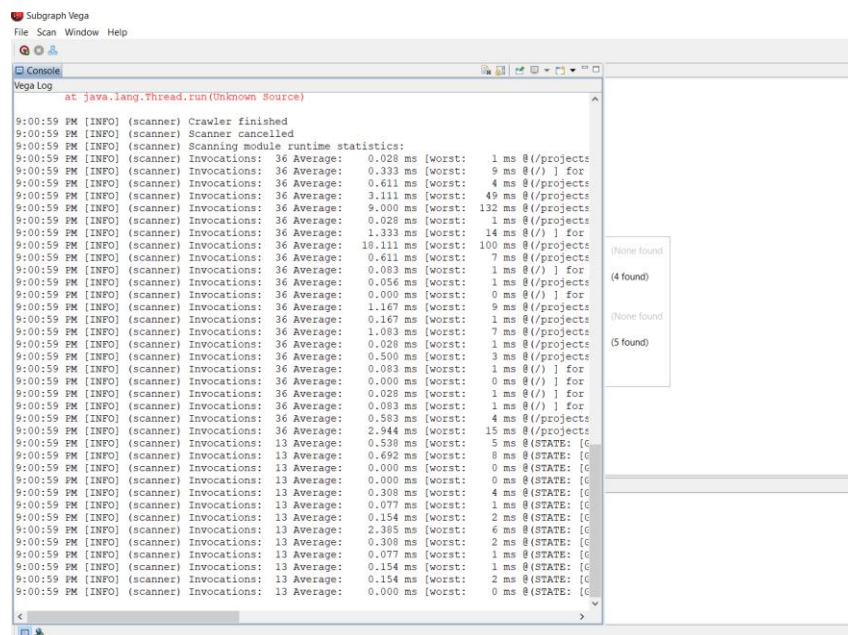 Subgraph Vega
File Scan Window Help
Console
Vega Log
at java.lang.Thread.run(Unknown Source)
9:00:59 PM [INFO] (scanner) Crawler finished
9:00:59 PM [INFO] (scanner) Scanner cancelled
9:00:59 PM [INFO] (scanner) Scanning module runtime statistics:
9:00:59 PM [INFO] (scanner) Invocations: 36 Average: 0.028 ms [worst: 1 ms @(/projects
9:00:59 PM [INFO] (scanner) Invocations: 36 Average: 0.333 ms [worst: 9 ms @(/) ] for
9:00:59 PM [INFO] (scanner) Invocations: 36 Average: 0.611 ms [worst: 4 ms @(/projects
9:00:59 PM [INFO] (scanner) Invocations: 36 Average: 3.111 ms [worst: 49 ms @(/projects
9:00:59 PM [INFO] (scanner) Invocations: 36 Average: 9.000 ms [worst: 132 ms @(/projects
9:00:59 PM [INFO] (scanner) Invocations: 36 Average: 0.028 ms [worst: 1 ms @(/projects
9:00:59 PM [INFO] (scanner) Invocations: 36 Average: 1.333 ms [worst: 14 ms @(/) ] for
9:00:59 PM [INFO] (scanner) Invocations: 36 Average: 18.111 ms [worst: 100 ms @(/projects
9:00:59 PM [INFO] (scanner) Invocations: 36 Average: 0.611 ms [worst: 7 ms @(/projects
9:00:59 PM [INFO] (scanner) Invocations: 36 Average: 0.083 ms [worst: 1 ms @(/) ] for
9:00:59 PM [INFO] (scanner) Invocations: 36 Average: 0.056 ms [worst: 1 ms @(/projects
9:00:59 PM [INFO] (scanner) Invocations: 36 Average: 0.000 ms [worst: 0 ms @(/) ] for
9:00:59 PM [INFO] (scanner) Invocations: 36 Average: 1.167 ms [worst: 9 ms @(/projects
9:00:59 PM [INFO] (scanner) Invocations: 36 Average: 0.167 ms [worst: 1 ms @(/projects
9:00:59 PM [INFO] (scanner) Invocations: 36 Average: 1.083 ms [worst: 7 ms @(/projects
9:00:59 PM [INFO] (scanner) Invocations: 36 Average: 0.028 ms [worst: 1 ms @(/projects
9:00:59 PM [INFO] (scanner) Invocations: 36 Average: 0.500 ms [worst: 3 ms @(/projects
9:00:59 PM [INFO] (scanner) Invocations: 36 Average: 0.083 ms [worst: 1 ms @(/) ] for
9:00:59 PM [INFO] (scanner) Invocations: 36 Average: 0.000 ms [worst: 0 ms @(/) ] for
9:00:59 PM [INFO] (scanner) Invocations: 36 Average: 0.028 ms [worst: 1 ms @(/) ] for
9:00:59 PM [INFO] (scanner) Invocations: 36 Average: 0.083 ms [worst: 1 ms @(/) ] for
9:00:59 PM [INFO] (scanner) Invocations: 36 Average: 0.583 ms [worst: 4 ms @(/projects
9:00:59 PM [INFO] (scanner) Invocations: 36 Average: 2.944 ms [worst: 15 ms @(/projects
9:00:59 PM [INFO] (scanner) Invocations: 13 Average: 0.538 ms [worst: 5 ms @(STATE: [G
9:00:59 PM [INFO] (scanner) Invocations: 13 Average: 0.692 ms [worst: 8 ms @(STATE: [G
9:00:59 PM [INFO] (scanner) Invocations: 13 Average: 0.000 ms [worst: 0 ms @(STATE: [G
9:00:59 PM [INFO] (scanner) Invocations: 13 Average: 0.000 ms [worst: 0 ms @(STATE: [G
9:00:59 PM [INFO] (scanner) Invocations: 13 Average: 0.308 ms [worst: 4 ms @(STATE: [G
9:00:59 PM [INFO] (scanner) Invocations: 13 Average: 0.077 ms [worst: 1 ms @(STATE: [G
9:00:59 PM [INFO] (scanner) Invocations: 13 Average: 0.154 ms [worst: 2 ms @(STATE: [G
9:00:59 PM [INFO] (scanner) Invocations: 13 Average: 2.385 ms [worst: 6 ms @(STATE: [G
9:00:59 PM [INFO] (scanner) Invocations: 13 Average: 0.308 ms [worst: 2 ms @(STATE: [G
9:00:59 PM [INFO] (scanner) Invocations: 13 Average: 0.077 ms [worst: 1 ms @(STATE: [G
9:00:59 PM [INFO] (scanner) Invocations: 13 Average: 0.154 ms [worst: 1 ms @(STATE: [G
9:00:59 PM [INFO] (scanner) Invocations: 13 Average: 0.154 ms [worst: 2 ms @(STATE: [G
9:00:59 PM [INFO] (scanner) Invocations: 13 Average: 0.000 ms [worst: 0 ms @(STATE: [G
(None found
(4 found)
(None found
(5 found)